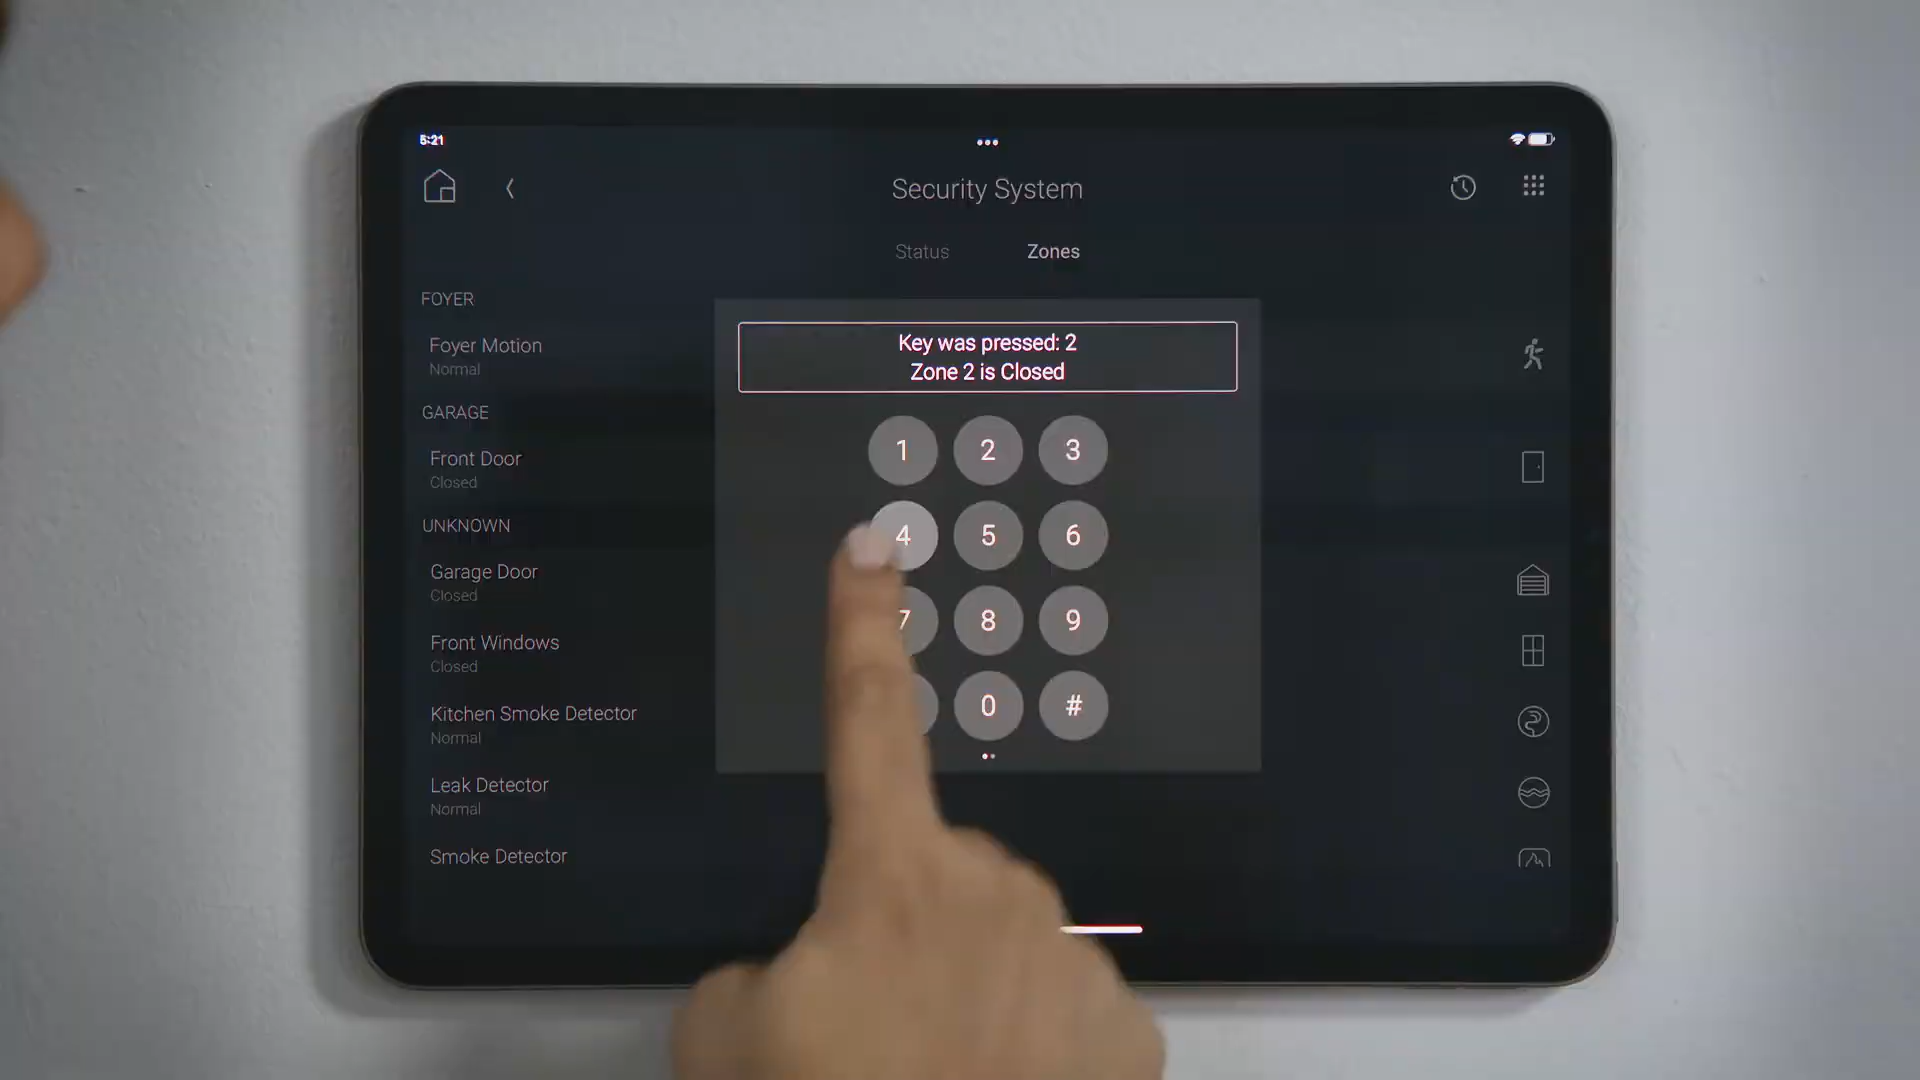 5:21
Security System
Status
Zones
FOYER
Foyer Motion
Normal
GARAGE
Front Door
Closed
UNKNOWN
Garage Door
Closed
Front Windows
Closed
Kitchen Smoke Detector
Normal
Leak Detector
Normal
Smoke Detector
Key was pressed: 2
Zone 2 is Closed
1 2 3
4 5 6
7 8 9
0 #